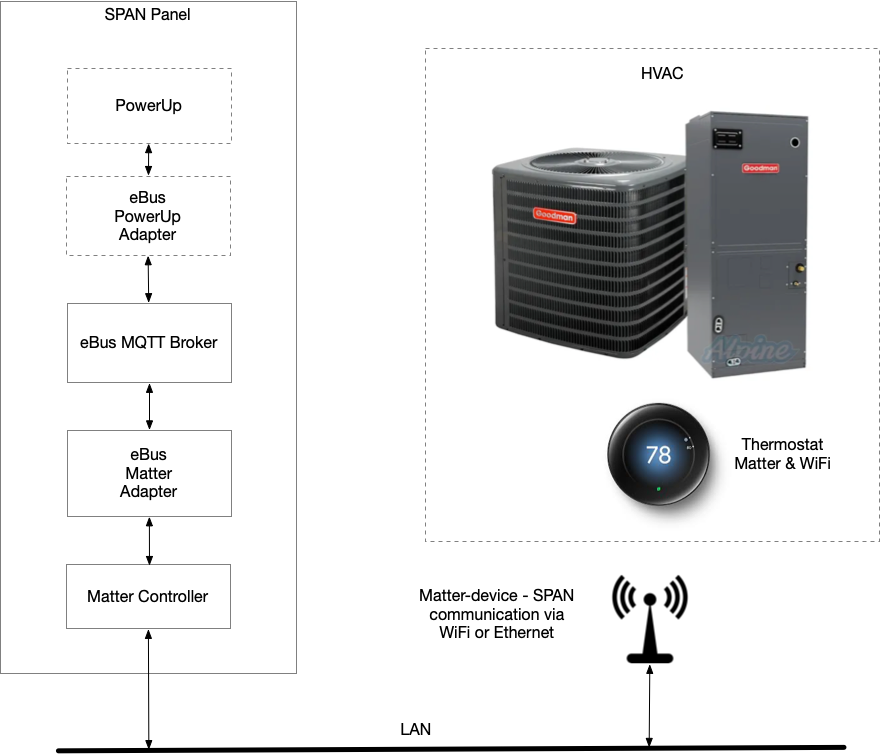 SPAN Panel
PowerUp
eBus
PowerUp
Adapter
eBus MQTT Broker
eBus
Matter
Adapter
Matter Controller
HVAC
Goodman
Goodman
Alpine
78
Thermostat
Matter & WiFi
Matter-device - SPAN
communication via
WiFi or Ethernet
LAN